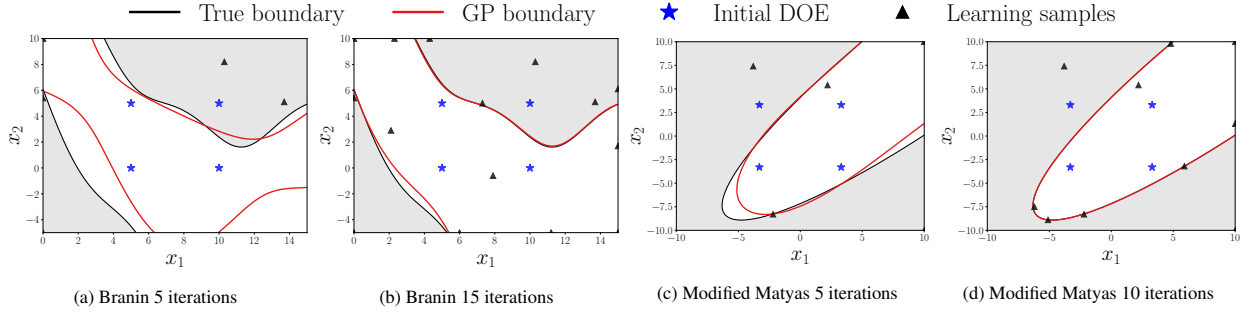 True boundary GP boundary Initial DOE Learning samples
10
8
6
4
2
0
−2
−4
0 2 4 6 8 10 12 14
x₂
x₁
(a) Branin 5 iterations
10
8
6
4
2
0
−2
−4
0 2 4 6 8 10 12 14
x₂
x₁
(b) Branin 15 iterations
10.0
7.5
5.0
2.5
0.0
−2.5
−5.0
−7.5
−10.0
−10 −5 0 5 10
x₂
x₁
(c) Modified Matyas 5 iterations
10.0
7.5
5.0
2.5
0.0
−2.5
−5.0
−7.5
−10.0
−10 −5 0 5 10
x₂
x₁
(d) Modified Matyas 10 iterations